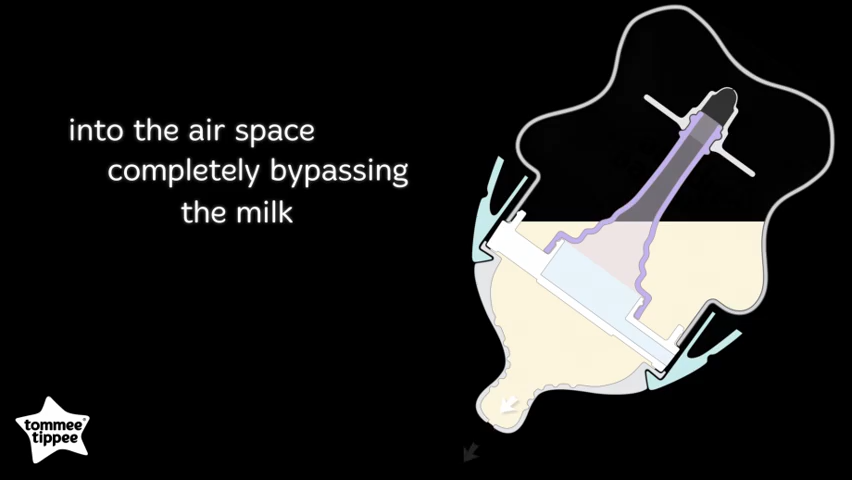 into the air space
completely bypassing
the milk
tommee
tippee